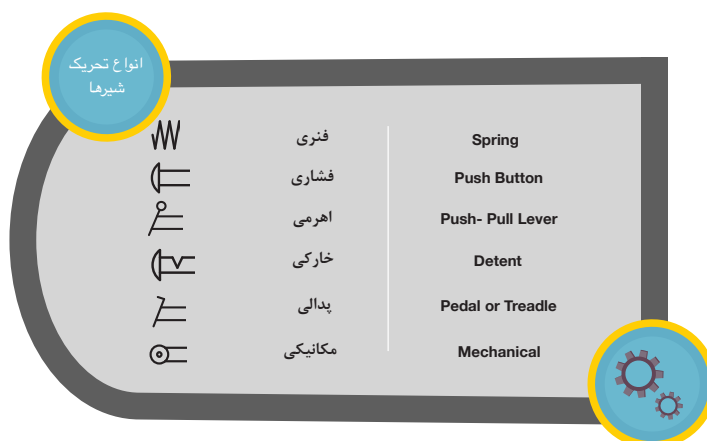 انواع تحریک
شیرها
فنری Spring
فشاری Push Button
اهرمی Push- Pull Lever
خارکی Detent
پدالی Pedal or Treadle
مکانیکی Mechanical